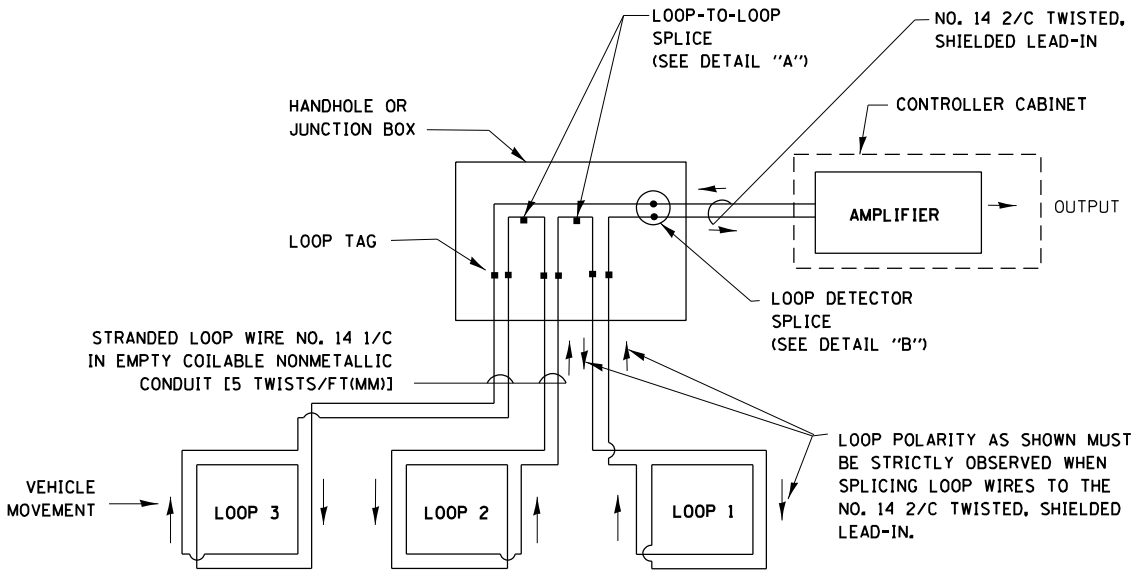 LOOP-TO-LOOP
SPLICE
(SEE DETAIL "A")
NO. 14 2/C TWISTED,
SHIELDED LEAD-IN
HANDHOLE OR
JUNCTION BOX
CONTROLLER CABINET
AMPLIFIER
OUTPUT
LOOP TAG
LOOP DETECTOR
SPLICE
(SEE DETAIL "B")
STRANDED LOOP WIRE NO. 14 1/C
IN EMPTY COILABLE NONMETALLIC
CONDUIT [5 TWISTS/FT(MM)]
LOOP POLARITY AS SHOWN MUST
BE STRICTLY OBSERVED WHEN
SPLICING LOOP WIRES TO THE
NO. 14 2/C TWISTED, SHIELDED
LEAD-IN.
VEHICLE
MOVEMENT
LOOP 3
LOOP 2
LOOP 1